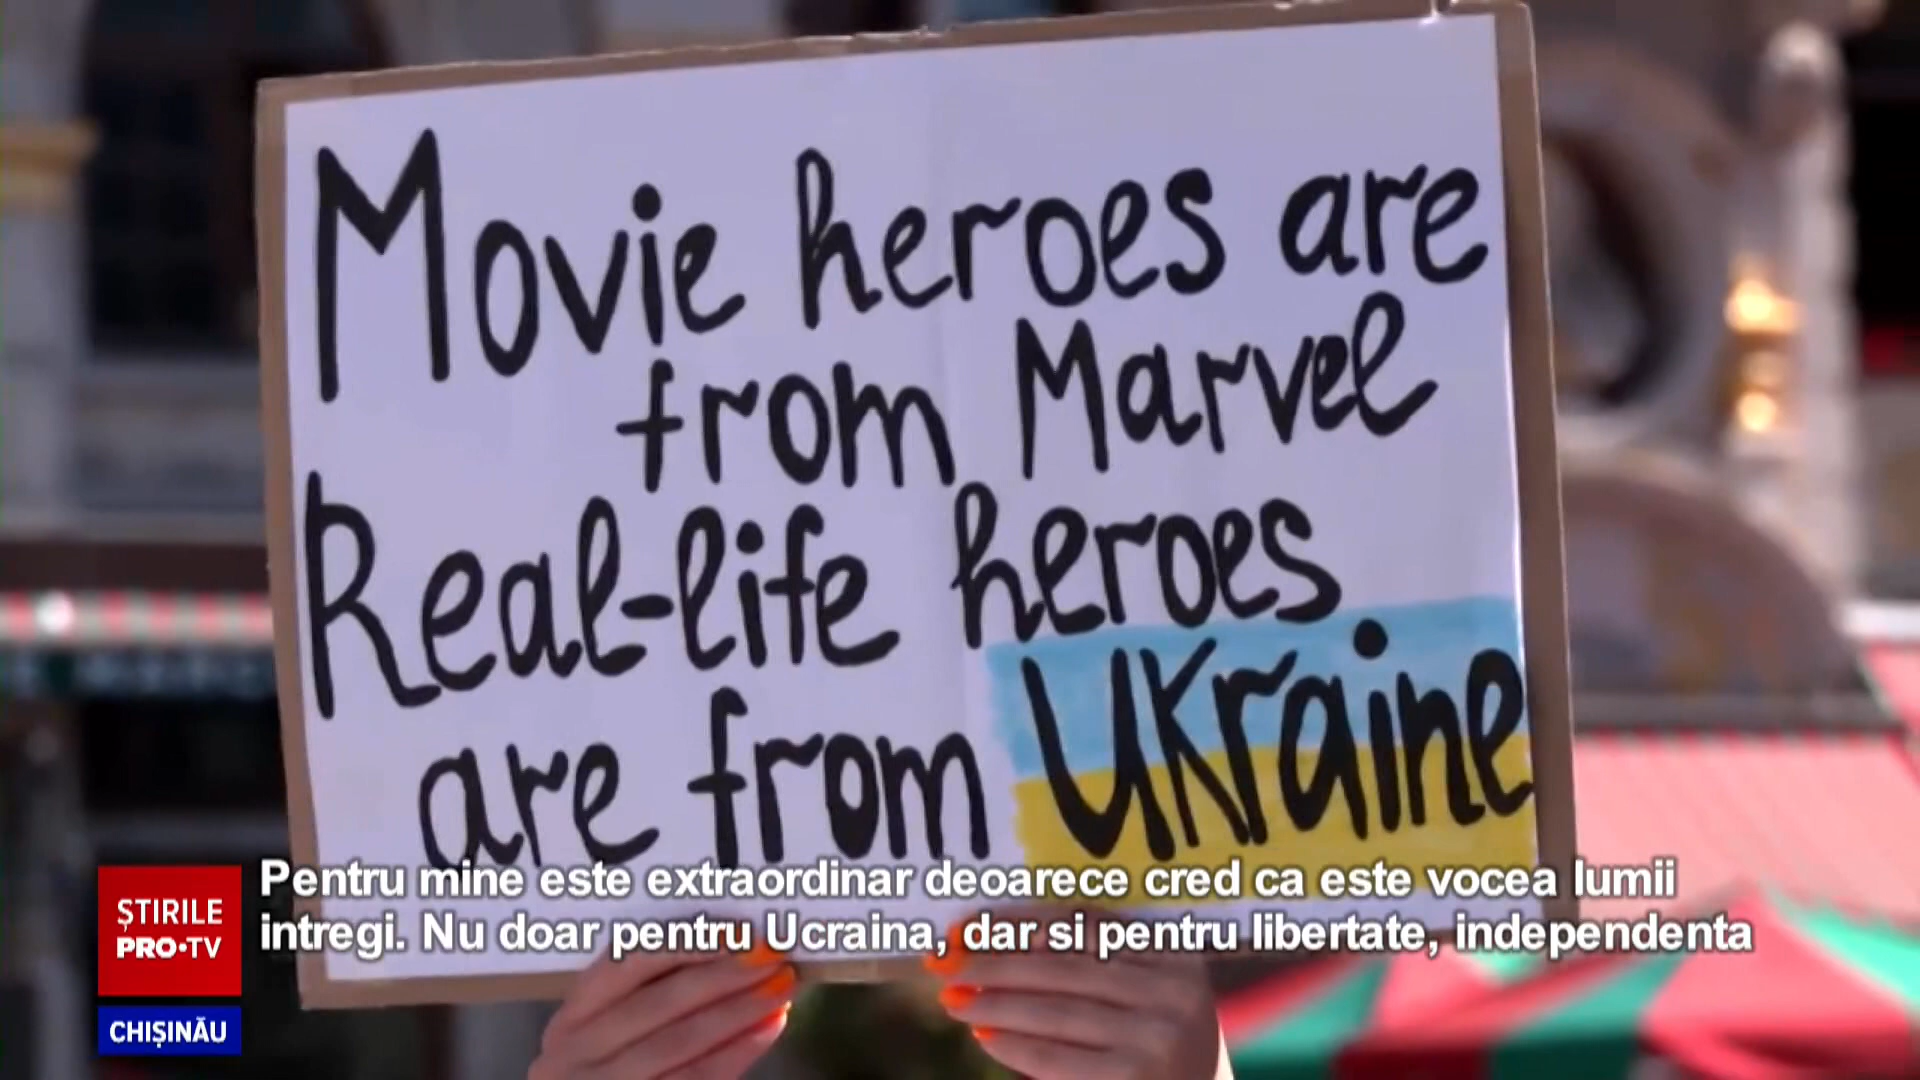 Movie heroes are
from Marvel
Real-life heroes
are from Ukraine
Pentru mine este extraordinar deoarece cred ca este vocea lumii
intregi. Nu doar pentru Ucraina, dar si pentru libertate, independenta
ȘTIRILE
PRO•TV
CHIȘINĂU